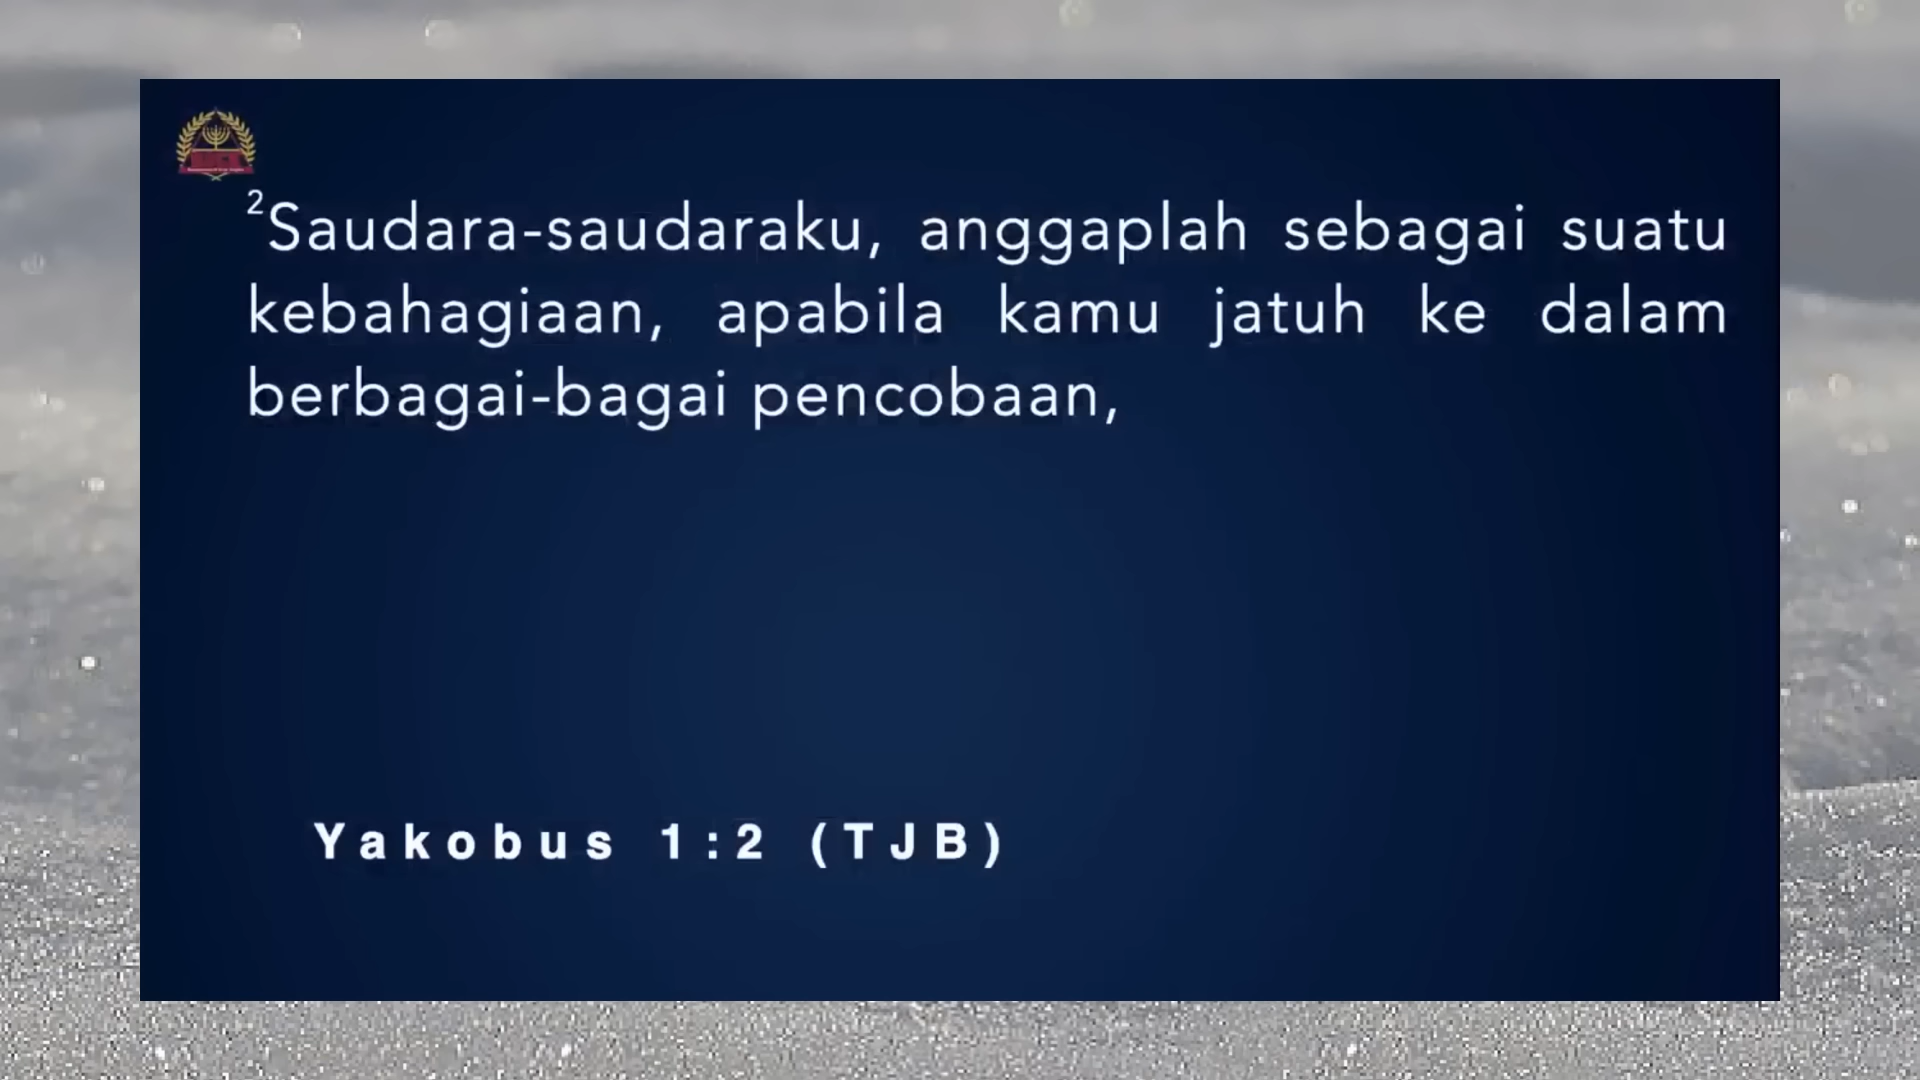 ²Saudara-saudaraku, anggaplah sebagai suatu
kebahagiaan, apabila kamu jatuh ke dalam
berbagai-bagai pencobaan,
Yakobus 1:2 (TJB)